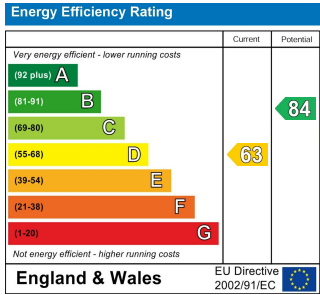 Energy Efficiency Rating
Current
Potential
Very energy efficient - lower running costs
(92 plus) A
(81-91) B
(69-80) C
(55-68) D
(39-54) E
(21-38) F
(1-20) G
63
84
Not energy efficient - higher running costs
England & Wales
EU Directive
2002/91/EC